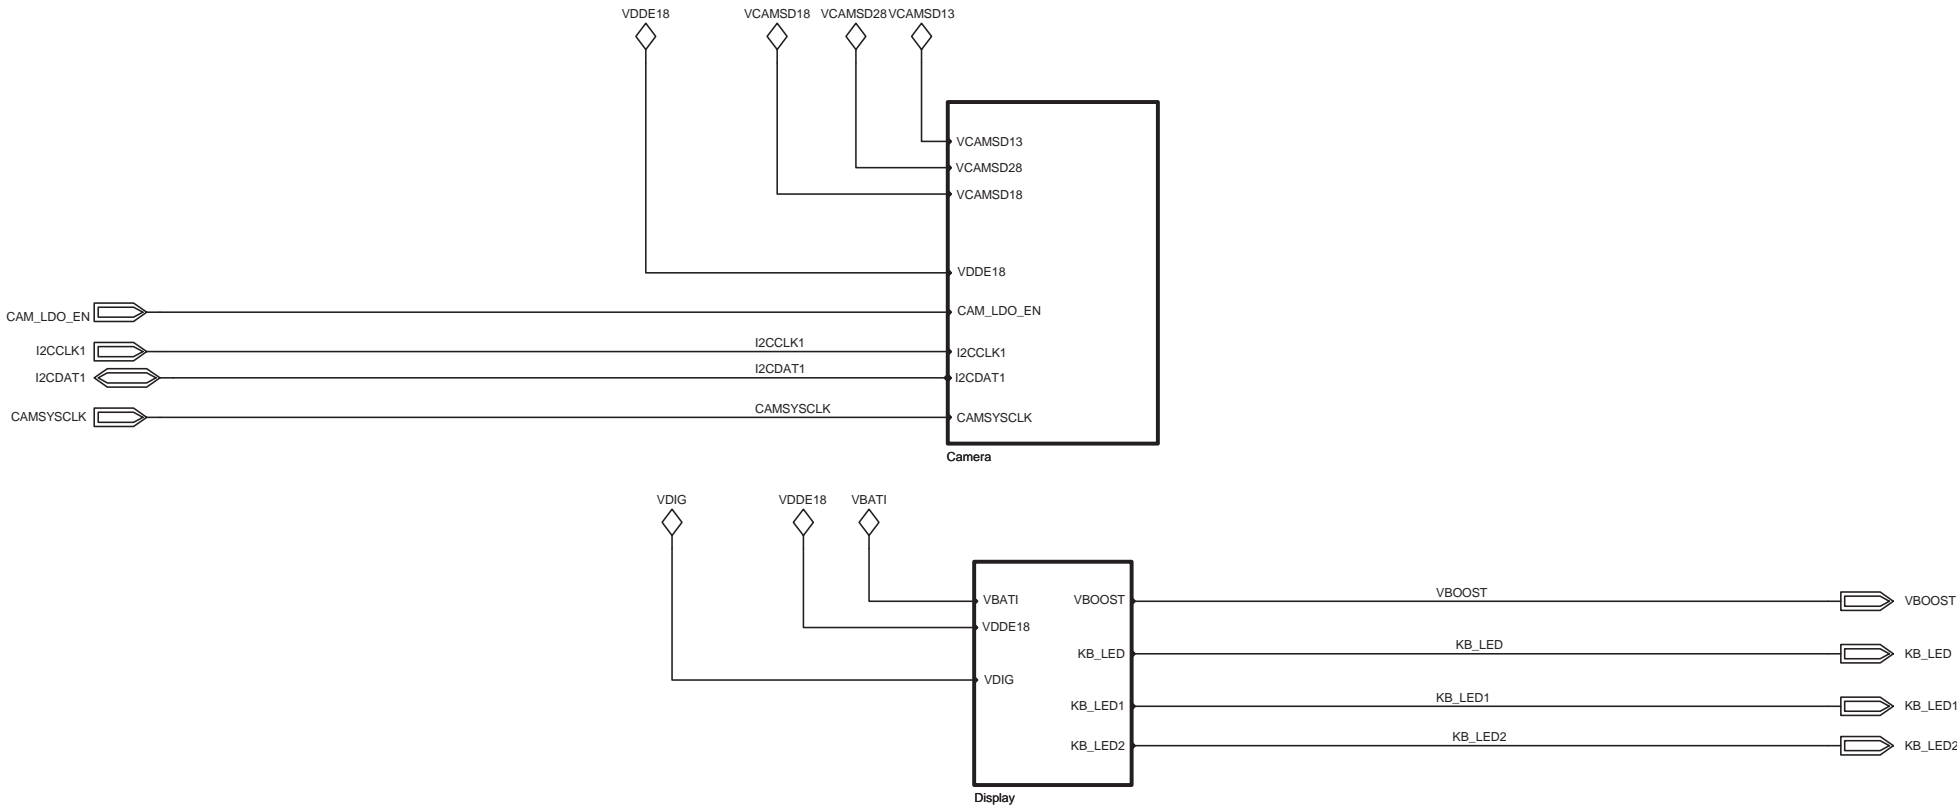 VDDE18
VCAMSD18
VCAMSD28
VCAMSD13
VCAMSD13
VCAMSD28
VCAMSD18
VDDE18
CAM_LDO_EN
CAM_LDO_EN
I2CCLK1
I2CCLK1
I2CCLK1
I2CDAT1
I2CDAT1
I2CDAT1
CAMSYSCLK
CAMSYSCLK
CAMSYSCLK
Camera
VDIG
VDDE18
VBATI
VBATI
VBOOST
VBOOST
VBOOST
VDDE18
KB_LED
KB_LED
KB_LED
VDIG
KB_LED1
KB_LED1
KB_LED1
KB_LED2
KB_LED2
KB_LED2
Display